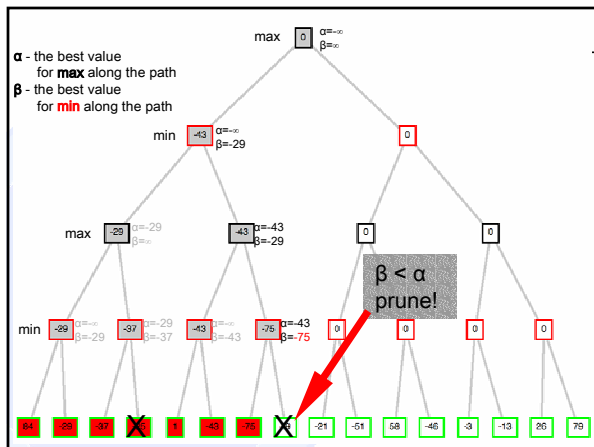 max 0 α=-∞
β=∞
α - the best value
for max along the path
β - the best value
for min along the path
min -43 α=-∞
β=-29
0
max -29 α=-29
β=∞
-43 α=-43
β=-29
0 0
β < α
prune!
min -29 α=-∞
β=-29
-37 α=-29
β=-37
-43 α=-∞
β=-43
-75 α=-43
β=-75
0 0 0 0
84 -29 -37 X 1 -43 -75 X -21 -51 58 -46 -3 -13 26 79